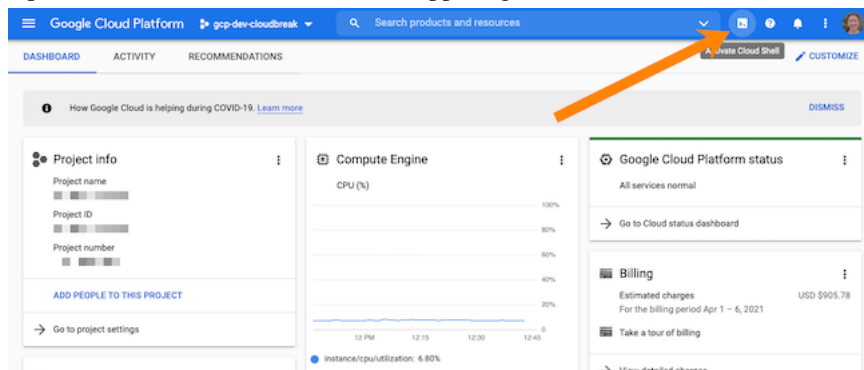 Google Cloud Platform
gcp-dev-cloudbreak
Search products and resources
DASHBOARD
ACTIVITY
RECOMMENDATIONS
Cloud Shell
CUSTOMIZE
How Google Cloud is helping during COVID-19. Learn more
DISMISS
Project info
Project name
Project ID
Project number
ADD PEOPLE TO THIS PROJECT
Go to project settings
Compute Engine
CPU (%)
100%
80%
60%
40%
20%
0
12 PM
12:15
12:30
12:45
instance/cpu/utilization: 6.80%
Google Cloud Platform status
All services normal
Go to Cloud status dashboard
Billing
Estimated charges
USD $905.78
For the billing period Apr 1 – 6, 2021
Take a tour of billing
View detailed charges